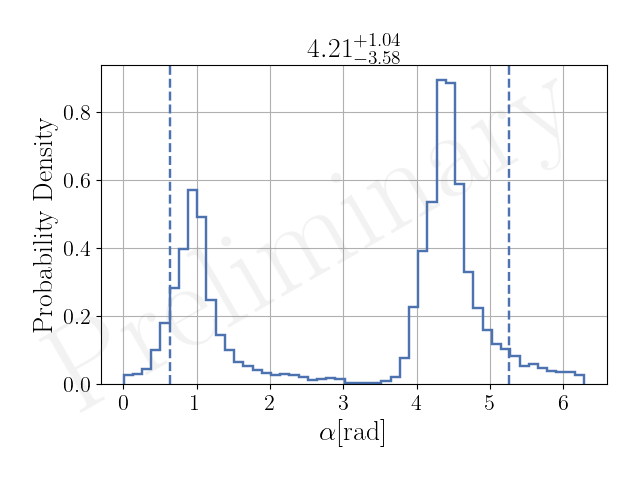 4.21^{+1.04}_{-3.58}
Probability Density
0.8
0.6
0.4
0.2
0.0
0 1 2 3 4 5 6
α[rad]
Preliminary